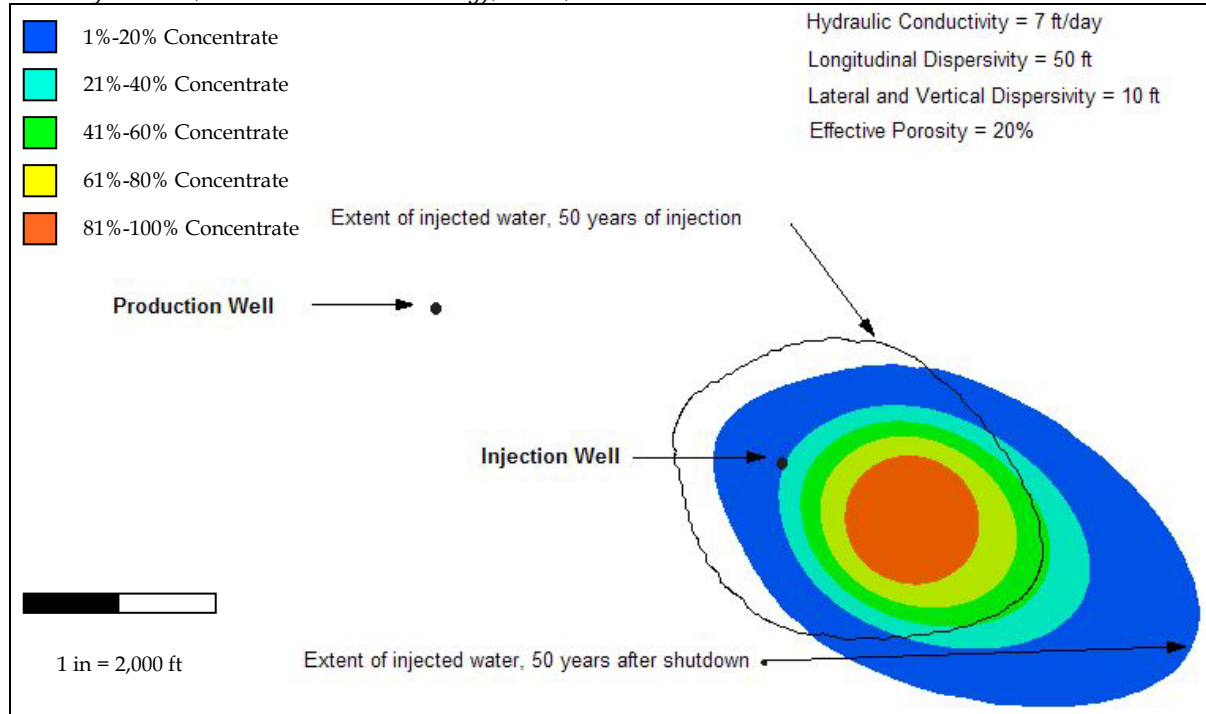 1%-20% Concentrate
21%-40% Concentrate
41%-60% Concentrate
61%-80% Concentrate
81%-100% Concentrate
Hydraulic Conductivity = 7 ft/day
Longitudinal Dispersivity = 50 ft
Lateral and Vertical Dispersivity = 10 ft
Effective Porosity = 20%
Extent of injected water, 50 years of injection
Production Well
Injection Well
1 in = 2,000 ft
Extent of injected water, 50 years after shutdown